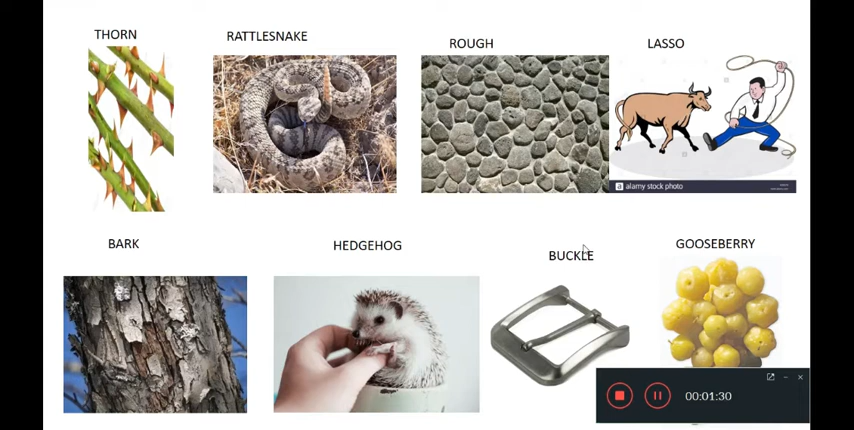 THORN
RATTLESNAKE
ROUGH
LASSO
a alamy stock photo
BARK
HEDGEHOG
BUCKLE
GOOSEBERRY
00:01:30